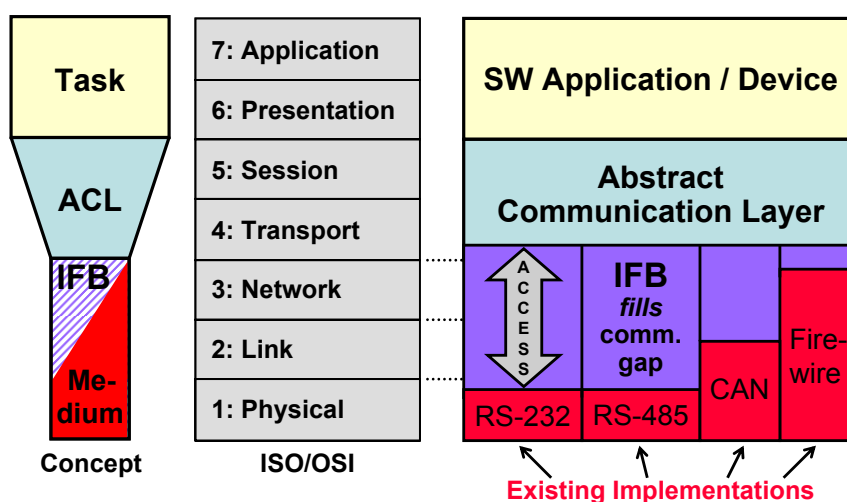 Task
ACL
IFB
Me-
dium
Concept
7: Application
6: Presentation
5: Session
4: Transport
3: Network
2: Link
1: Physical
ISO/OSI
SW Application / Device
Abstract
Communication Layer
ACCESS
IFB
fills
comm.
gap
RS-232
RS-485
CAN
Fire-
wire
Existing Implementations